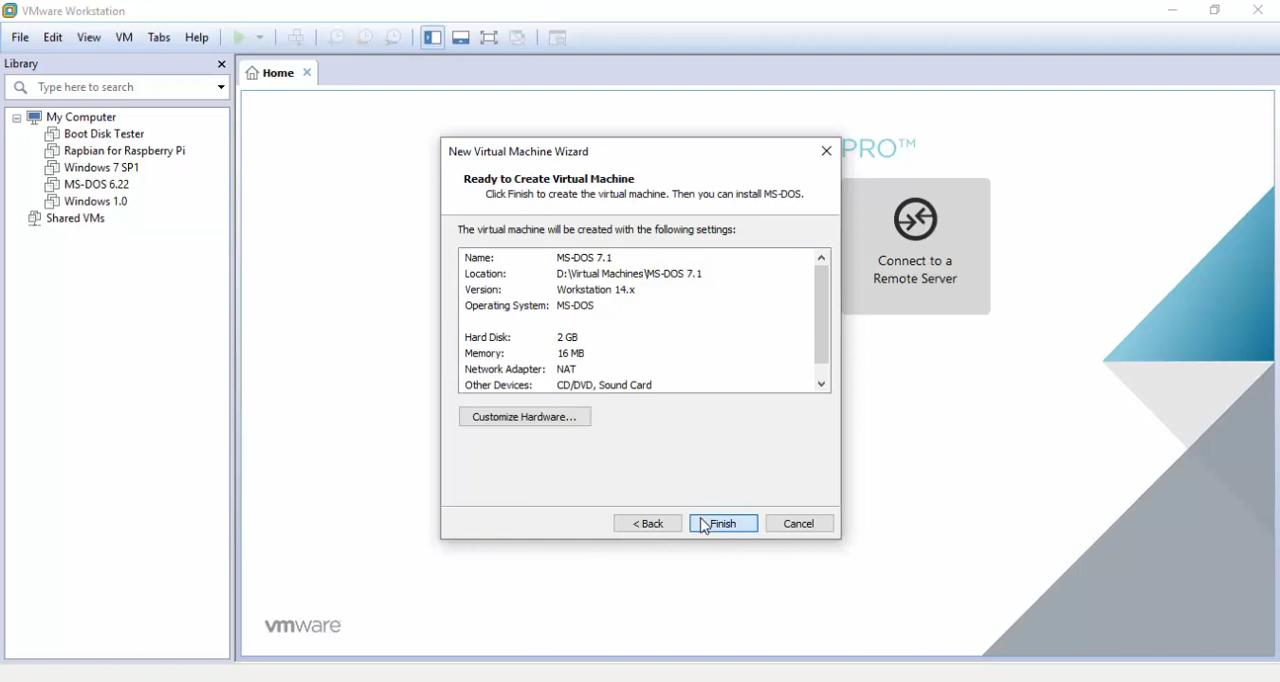 VMware Workstation
File Edit View VM Tabs Help
Library
Type here to search
Home
My Computer
Boot Disk Tester
Rapbian for Raspberry Pi
Windows 7 SP1
MS-DOS 6.22
Windows 1.0
Shared VMs
PRO™
New Virtual Machine Wizard
Ready to Create Virtual Machine
Click Finish to create the virtual machine. Then you can install MS-DOS.
The virtual machine will be created with the following settings:
Name: MS-DOS 7.1
Location: D:\Virtual Machines\MS-DOS 7.1
Version: Workstation 14.x
Operating System: MS-DOS
Hard Disk: 2 GB
Memory: 16 MB
Network Adapter: NAT
Other Devices: CD/DVD, Sound Card
Customize Hardware...
< Back Finish Cancel
Connect to a
Remote Server
vmware